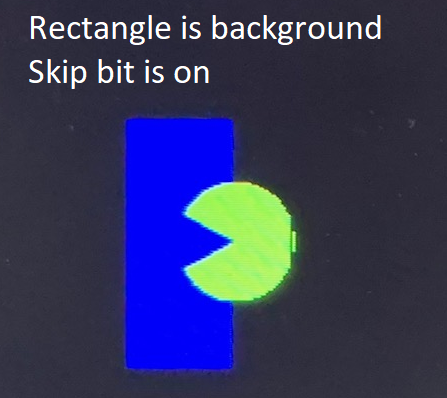 Rectangle is background
Skip bit is on